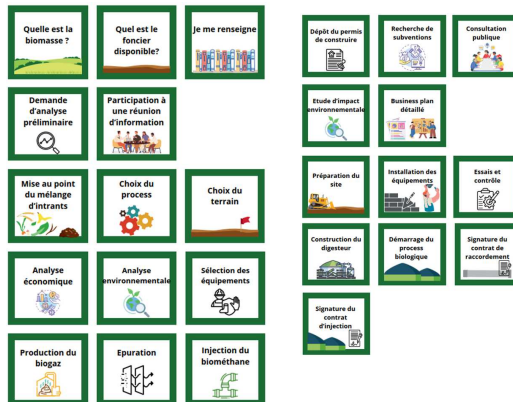 Quelle est la
biomasse ?
Quel est le
foncier
disponible?
Je me renseigne
Demande
d'analyse
préliminaire
Participation à
une réunion
d'information
Mise au point
du mélange
d'intrants
Choix du
process
Choix du
terrain
Analyse
économique
Analyse
environnementale
Sélection des
équipements
Production du
biogaz
Epuration
Injection du
biométhane
Dépôt du permis
de construire
Recherche de
subventions
Consultation
publique
Etude d'impact
environnementale
Business plan
détaillé
Préparation du
site
Installation des
équipements
Essais et
contrôle
Construction du
digesteur
Démarrage du
process
biologique
Signature du
contrat de
raccordement
Signature du
contrat
d'injection